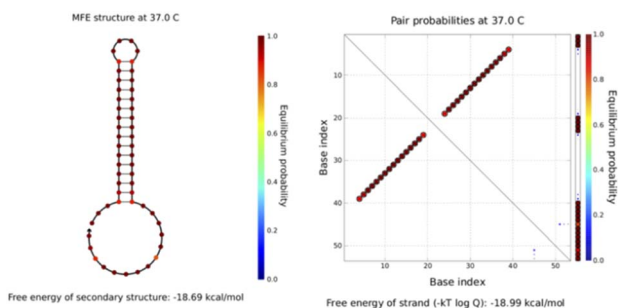 MFE structure at 37.0 C
1.0
0.8
0.6
0.4
0.2
0.0
Equilibrium probability
Free energy of secondary structure: -18.69 kcal/mol
Pair probabilities at 37.0 C
Base index
10
20
30
40
50
10
20
30
40
50
Base index
1.0
0.8
0.6
0.4
0.2
0.0
Equilibrium probability
Free energy of strand (-kT log Q): -18.99 kcal/mol